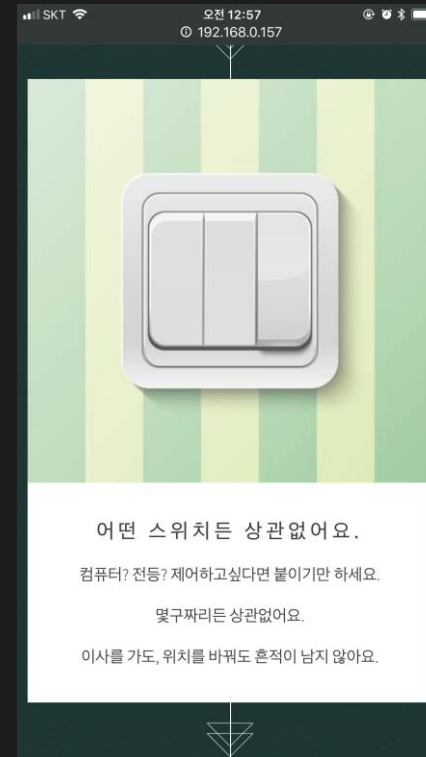 SKT
오전 12:57
192.168.0.157
어떤 스위치든 상관없어요.
컴퓨터? 전등? 제어하고싶다면 붙이기만 하세요.
몇구짜리든 상관없어요.
이사를 가도, 위치를 바꿔도 흔적이 남지 않아요.